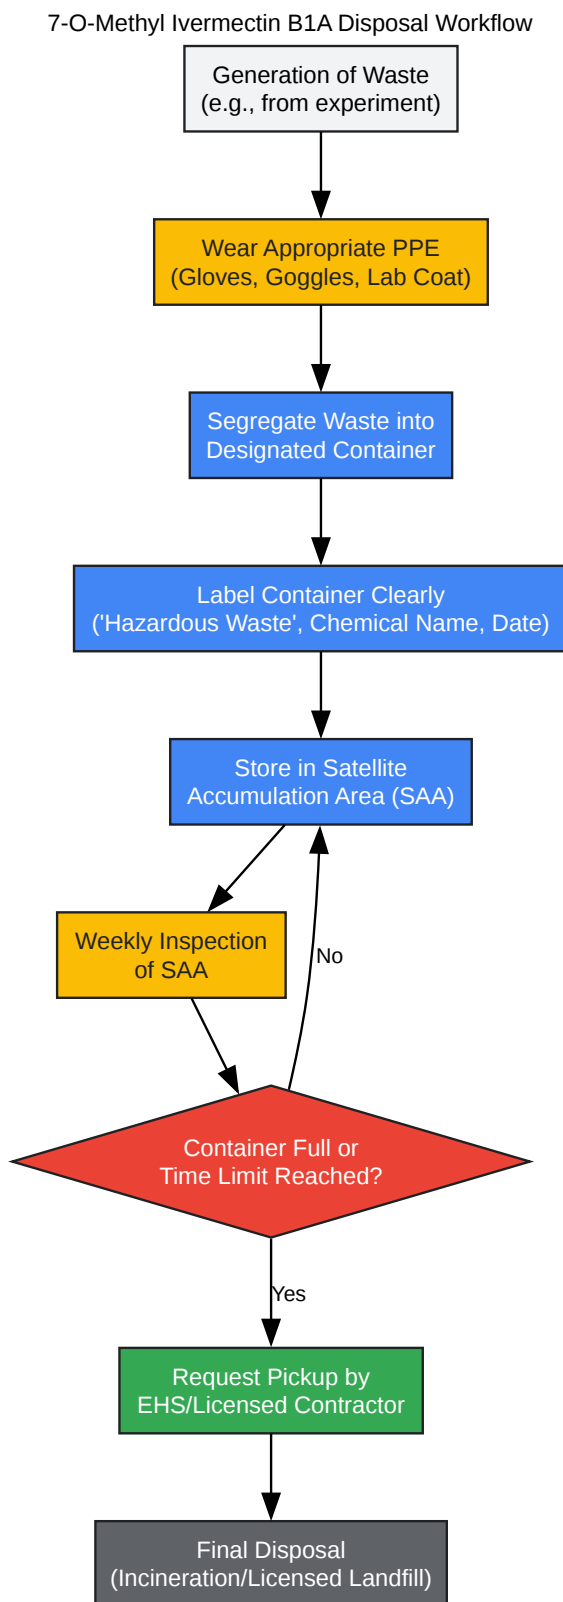 7-O-Methyl Ivermectin B1A Disposal Workflow
Generation of Waste
(e.g., from experiment)
Wear Appropriate PPE
(Gloves, Goggles, Lab Coat)
Segregate Waste into
Designated Container
Label Container Clearly
('Hazardous Waste', Chemical Name, Date)
Store in Satellite
Accumulation Area (SAA)
Weekly Inspection
of SAA
No
Container Full or
Time Limit Reached?
Yes
Request Pickup by
EHS/Licensed Contractor
Final Disposal
(Incineration/Licensed Landfill)